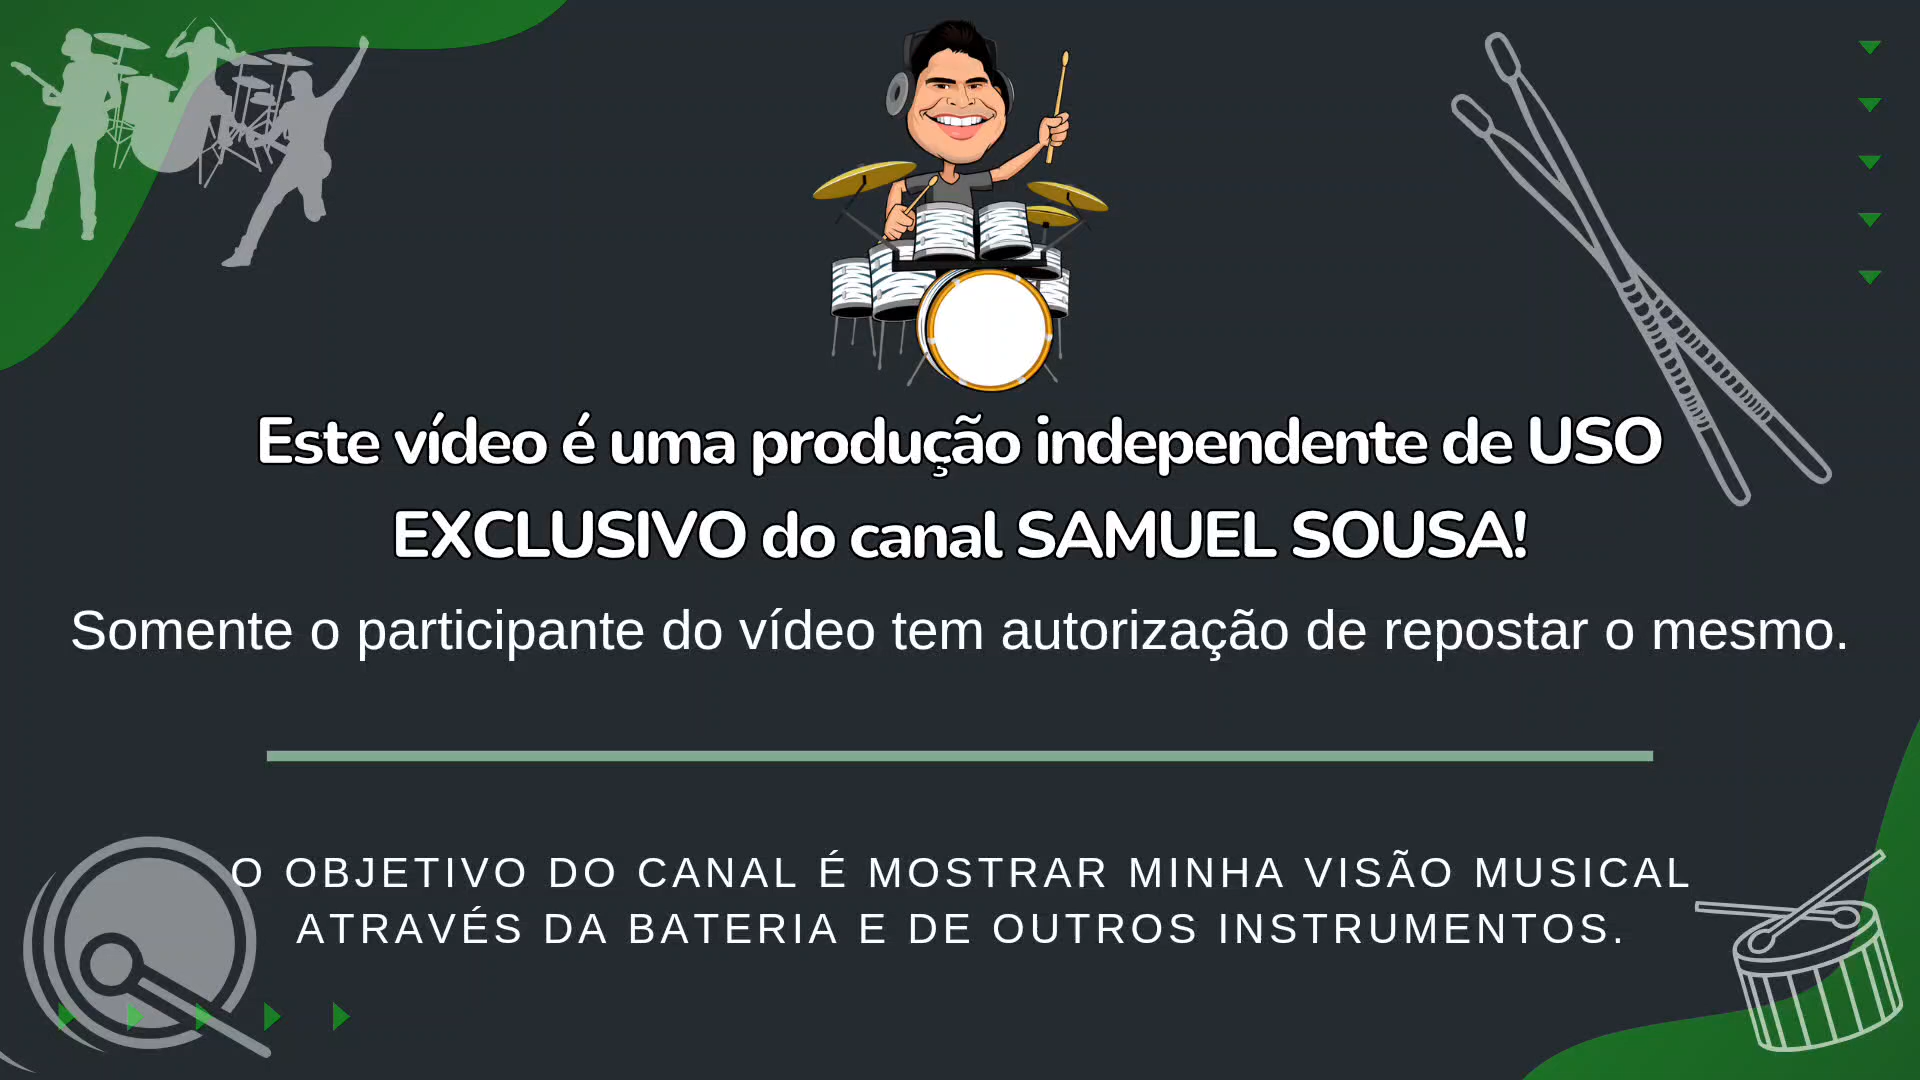 Este vídeo é uma produção independente de USO
EXCLUSIVO do canal SAMUEL SOUSA!
Somente o participante do vídeo tem autorização de repostar o mesmo.
O OBJETIVO DO CANAL É MOSTRAR MINHA VISÃO MUSICAL
ATRAVÉS DA BATERIA E DE OUTROS INSTRUMENTOS.